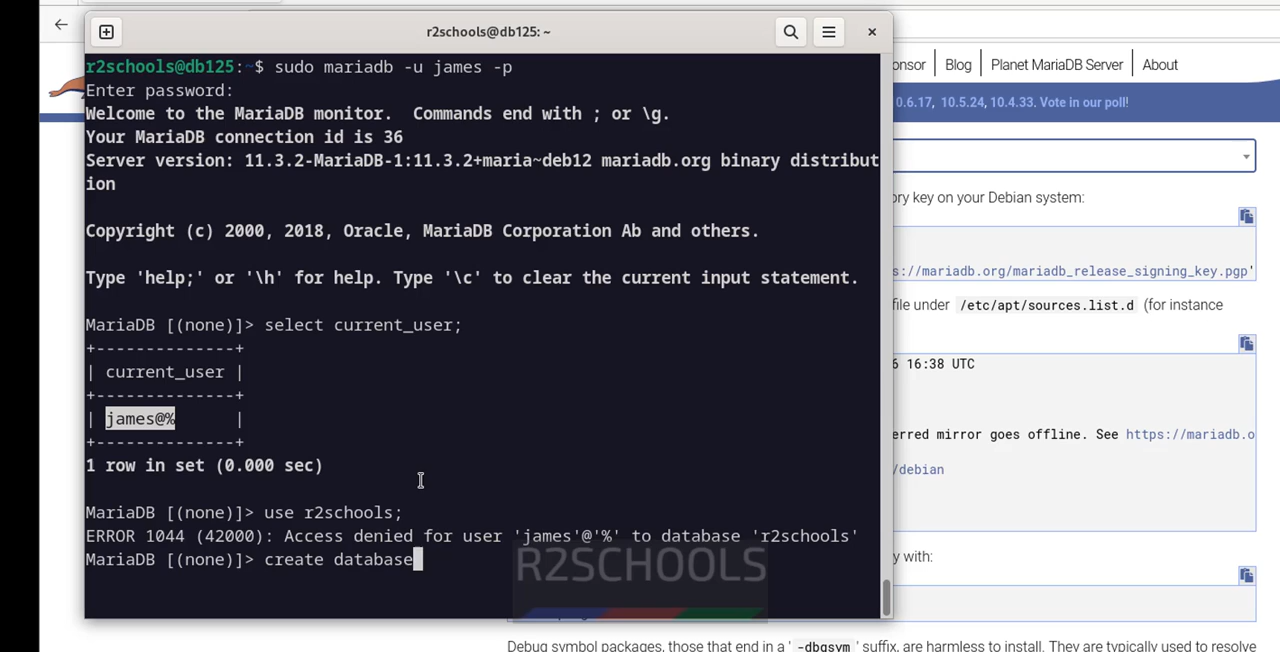 r2schools@db125: ~
r2schools@db125:~$ sudo mariadb -u james -p
Enter password:
Welcome to the MariaDB monitor.  Commands end with ; or \g.
Your MariaDB connection id is 36
Server version: 11.3.2-MariaDB-1:11.3.2+maria~deb12 mariadb.org binary distribut
ion
Copyright (c) 2000, 2018, Oracle, MariaDB Corporation Ab and others.
Type 'help;' or '\h' for help. Type '\c' to clear the current input statement.
MariaDB [(none)]> select current_user;
+--------------+
| current_user |
+--------------+
| james@%      |
+--------------+
1 row in set (0.000 sec)
MariaDB [(none)]> use r2schools;
ERROR 1044 (42000): Access denied for user 'james'@'%' to database 'r2schools'
MariaDB [(none)]> create database
R2SCHOOLS
onsor Blog Planet MariaDB Server About
0.6.17, 10.5.24, 10.4.33. Vote in our poll!
ory key on your Debian system:
s://mariadb.org/mariadb_release_signing_key.pgp'
file under /etc/apt/sources.list.d (for instance
6 16:38 UTC
erred mirror goes offline. See https://mariadb.o
/debian
y with:
Debug symbol packages, those that end in a '-dbgsym' suffix, are harmless to install. They are typically used to resolve